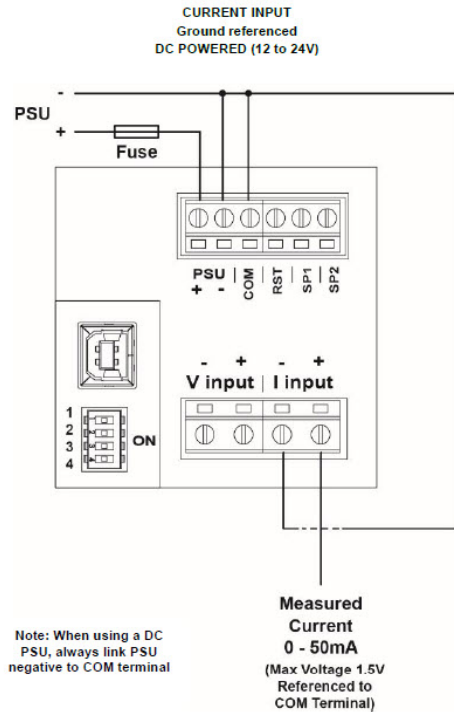 CURRENT INPUT
Ground referenced
DC POWERED (12 to 24V)
-
PSU
+
Fuse
PSU | COM | RST | SP1 | SP2
+ -
- + - +
V input | I input
1
2
3
4
ON
Measured
Current
0 - 50mA
(Max Voltage 1.5V
Referenced to
COM Terminal)
Note: When using a DC
PSU, always link PSU
negative to COM terminal